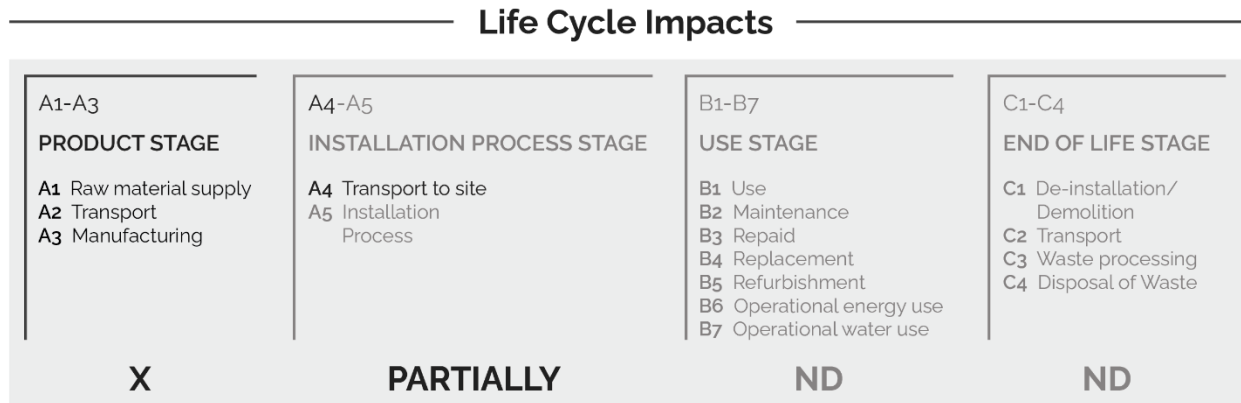 Life Cycle Impacts
A1-A3
PRODUCT STAGE
A1 Raw material supply
A2 Transport
A3 Manufacturing
X
A4-A5
INSTALLATION PROCESS STAGE
A4 Transport to site
A5 Installation
Process
PARTIALLY
B1-B7
USE STAGE
B1 Use
B2 Maintenance
B3 Repaid
B4 Replacement
B5 Refurbishment
B6 Operational energy use
B7 Operational water use
ND
C1-C4
END OF LIFE STAGE
C1 De-installation/
Demolition
C2 Transport
C3 Waste processing
C4 Disposal of Waste
ND